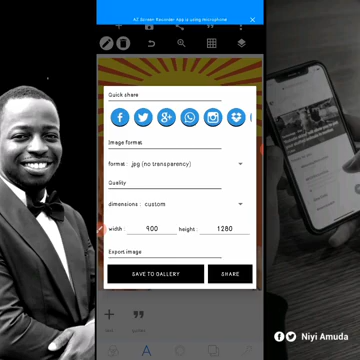 AZ Screen Recorder App is using microphone
Quick share
Image format
format : .jpg (no transparency)
Quality
dimensions : custom
width : 900 height : 1280
Export image
SAVE TO GALLERY SHARE
Niyi Amuda